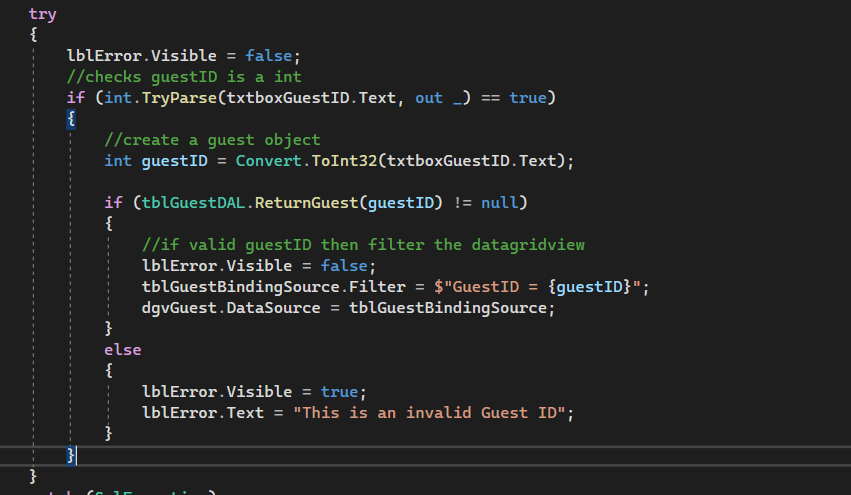 try
{
lblError.Visible = false;
//checks guestID is a int
if (int.TryParse(txtboxGuestID.Text, out _) == true)
{
//create a guest object
int guestID = Convert.ToInt32(txtboxGuestID.Text);
if (tblGuestDAL.ReturnGuest(guestID) != null)
{
//if valid guestID then filter the datagridview
lblError.Visible = false;
tblGuestBindingSource.Filter = $"GuestID = {guestID}";
dgvGuest.DataSource = tblGuestBindingSource;
}
else
{
lblError.Visible = true;
lblError.Text = "This is an invalid Guest ID";
}
}
}